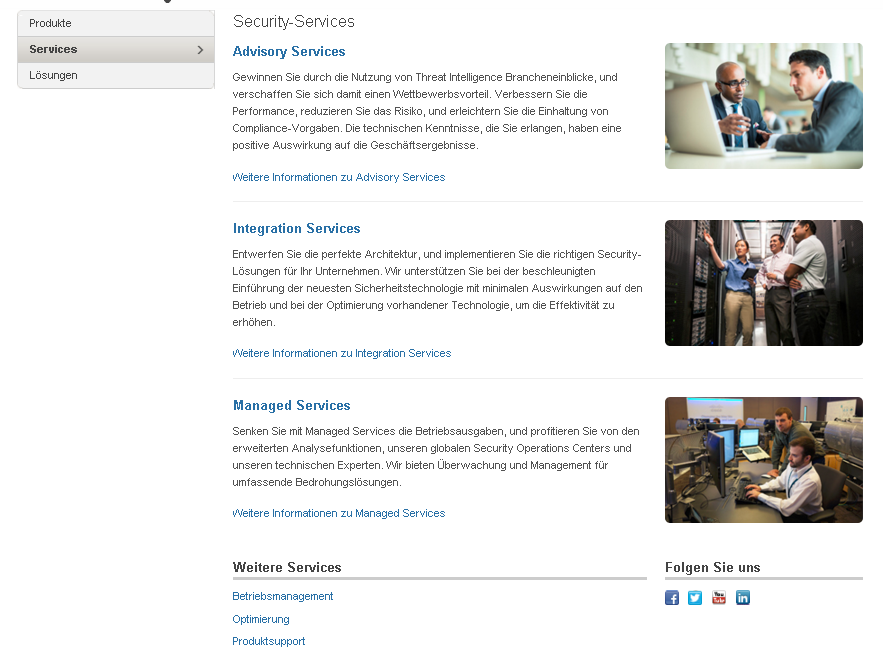 Produkte
Services
Lösungen
Security-Services
Advisory Services
Gewinnen Sie durch die Nutzung von Threat Intelligence Brancheneinblicke, und
verschaffen Sie sich damit einen Wettbewerbsvorteil. Verbessern Sie die
Performance, reduzieren Sie das Risiko, und erleichtern Sie die Einhaltung von
Compliance-Vorgaben. Die technischen Kenntnisse, die Sie erlangen, haben eine
positive Auswirkung auf die Geschäftsergebnisse.
Weitere Informationen zu Advisory Services
Integration Services
Entwerfen Sie die perfekte Architektur, und implementieren Sie die richtigen Security-
Lösungen für Ihr Unternehmen. Wir unterstützen Sie bei der beschleunigten
Einführung der neuesten Sicherheitstechnologie mit minimalen Auswirkungen auf den
Betrieb und bei der Optimierung vorhandener Technologie, um die Effektivität zu
erhöhen.
Weitere Informationen zu Integration Services
Managed Services
Senken Sie mit Managed Services die Betriebsausgaben, und profitieren Sie von den
erweiterten Analysefunktionen, unseren globalen Security Operations Centers und
unseren technischen Experten. Wir bieten Überwachung und Management für
umfassende Bedrohungslösungen.
Weitere Informationen zu Managed Services
Weitere Services
Betriebsmanagement
Optimierung
Produktsupport
Folgen Sie uns